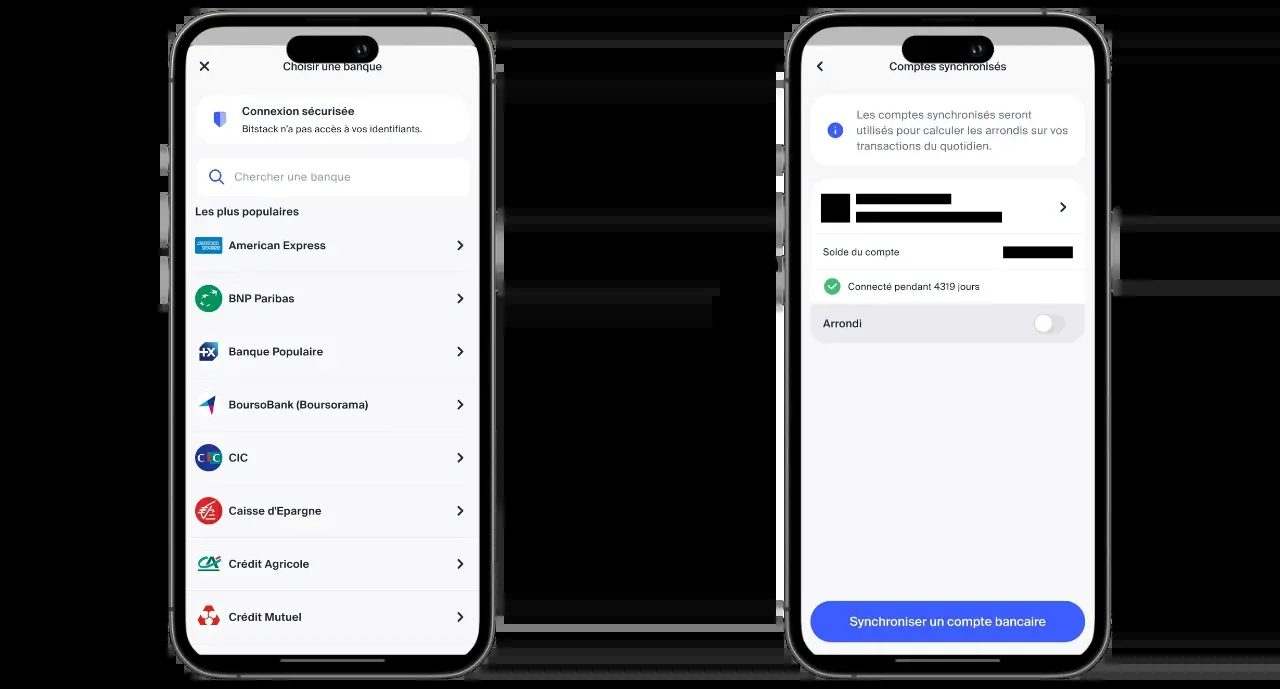 Choisir une banque
Connexion sécurisée
Bitstack n'a pas accès à vos identifiants.
Chercher une banque
Les plus populaires
American Express
BNP Paribas
Banque Populaire
BoursoBank (Boursorama)
CIC
CIC
Caisse d'Epargne
Crédit Agricole
Crédit Mutuel
Comptes synchronisés
Les comptes synchronisés seront
utilisés pour calculer les arrondis sur vos
transactions du quotidien.
Solde du compte
Connecté pendant 4319 jours
Arrondi
Synchroniser un compte bancaire